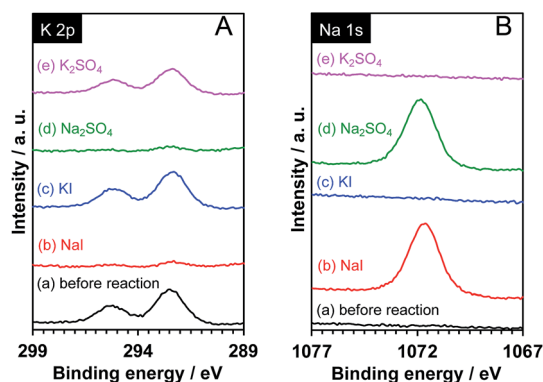 K 2p
A
(e) K₂SO₄
(d) Na₂SO₄
(c) KI
(b) NaI
(a) before reaction
Intensity / a. u.
299 294 289
Binding energy / eV
Na 1s
B
(e) K₂SO₄
(d) Na₂SO₄
(c) KI
(b) NaI
(a) before reaction
Intensity / a. u.
1077 1072 1067
Binding energy / eV